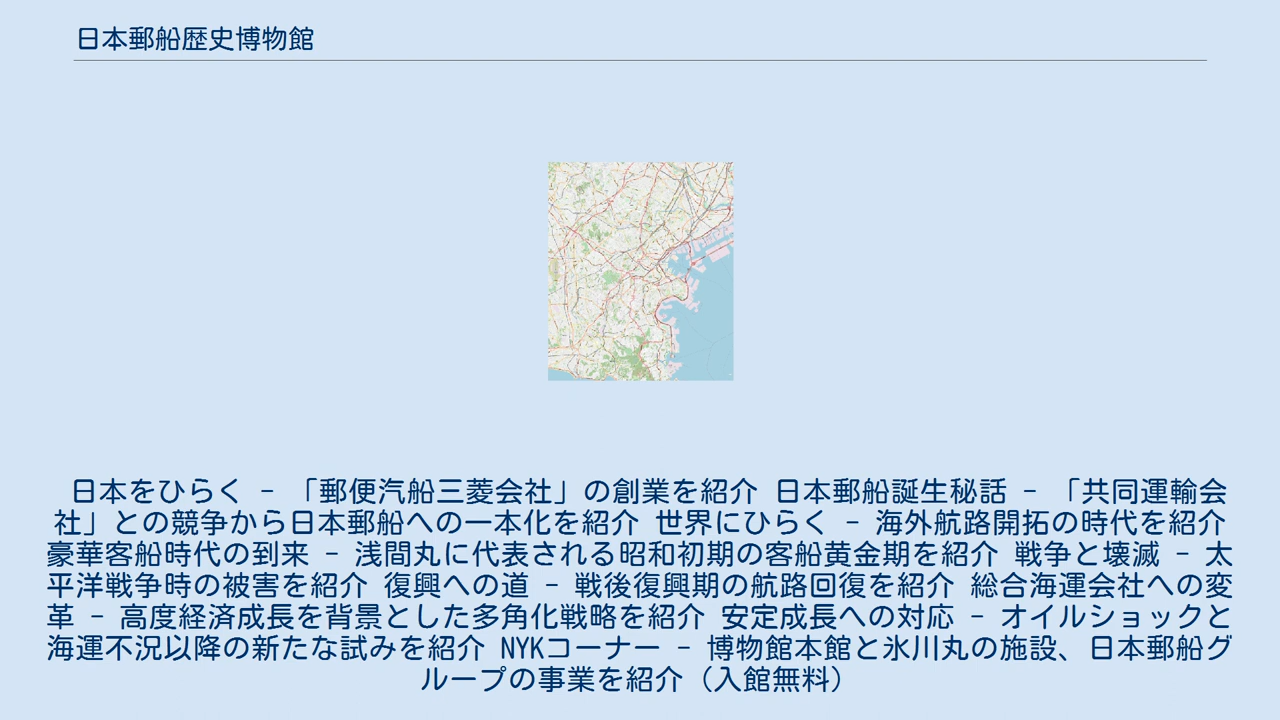 日本郵船歴史博物館
日本をひらく － 「郵便汽船三菱会社」の創業を紹介 日本郵船誕生秘話 － 「共同運輸会
社」との競争から日本郵船への一本化を紹介 世界にひらく － 海外航路開拓の時代を紹介
豪華客船時代の到来 － 浅間丸に代表される昭和初期の客船黄金期を紹介 戦争と壊滅 － 太
平洋戦争時の被害を紹介 復興への道 － 戦後復興期の航路回復を紹介 総合海運会社への変
革 － 高度経済成長を背景とした多角化戦略を紹介 安定成長への対応 － オイルショックと
海運不況以降の新たな試みを紹介 NYKコーナー － 博物館本館と氷川丸の施設、日本郵船グ
ループの事業を紹介（入館無料）